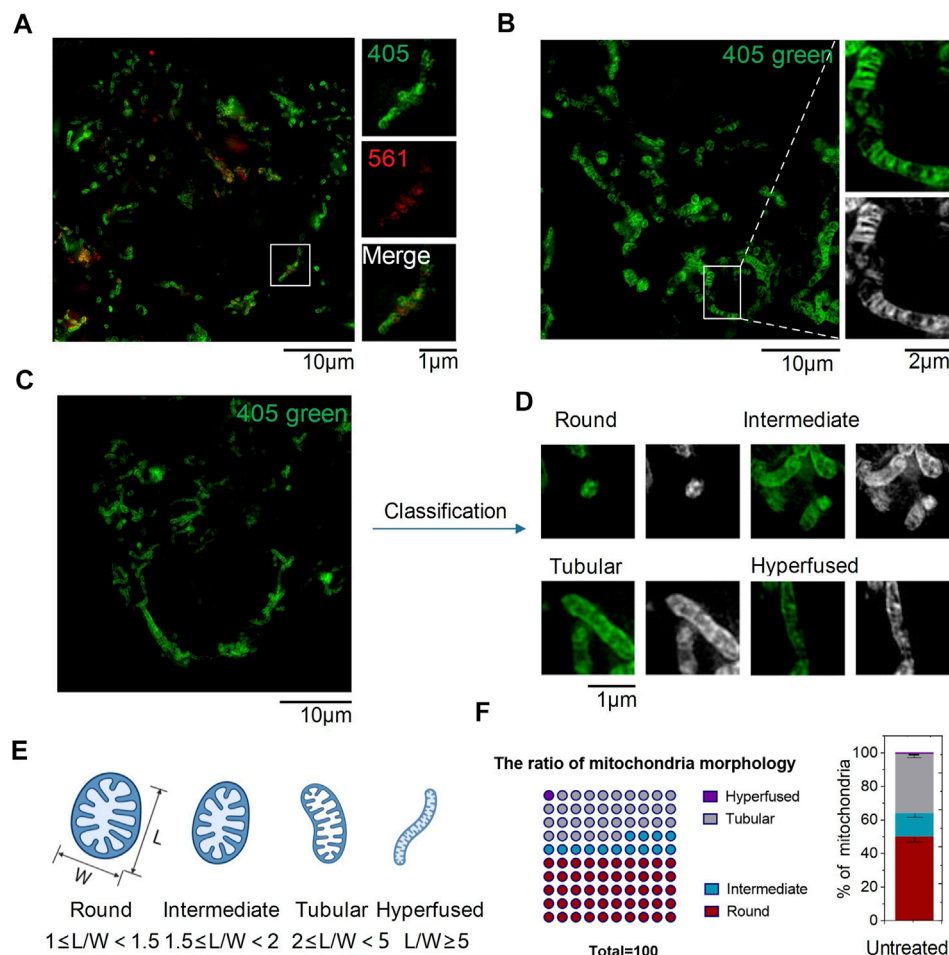 A
405
561
Merge
10μm
1μm
B
405 green
10μm
2μm
C
405 green
10μm
Classification
D
Round Intermediate
Tubular Hyperfused
1μm
E
L
W
Round Intermediate Tubular Hyperfused
1≤L/W < 1.5 1.5≤L/W < 2 2≤L/W < 5 L/W≥5
F
The ratio of mitochondria morphology
Hyperfused
Tubular
Intermediate
Round
Total=100
% of mitochondria
100
80
60
40
20
0
Untreated